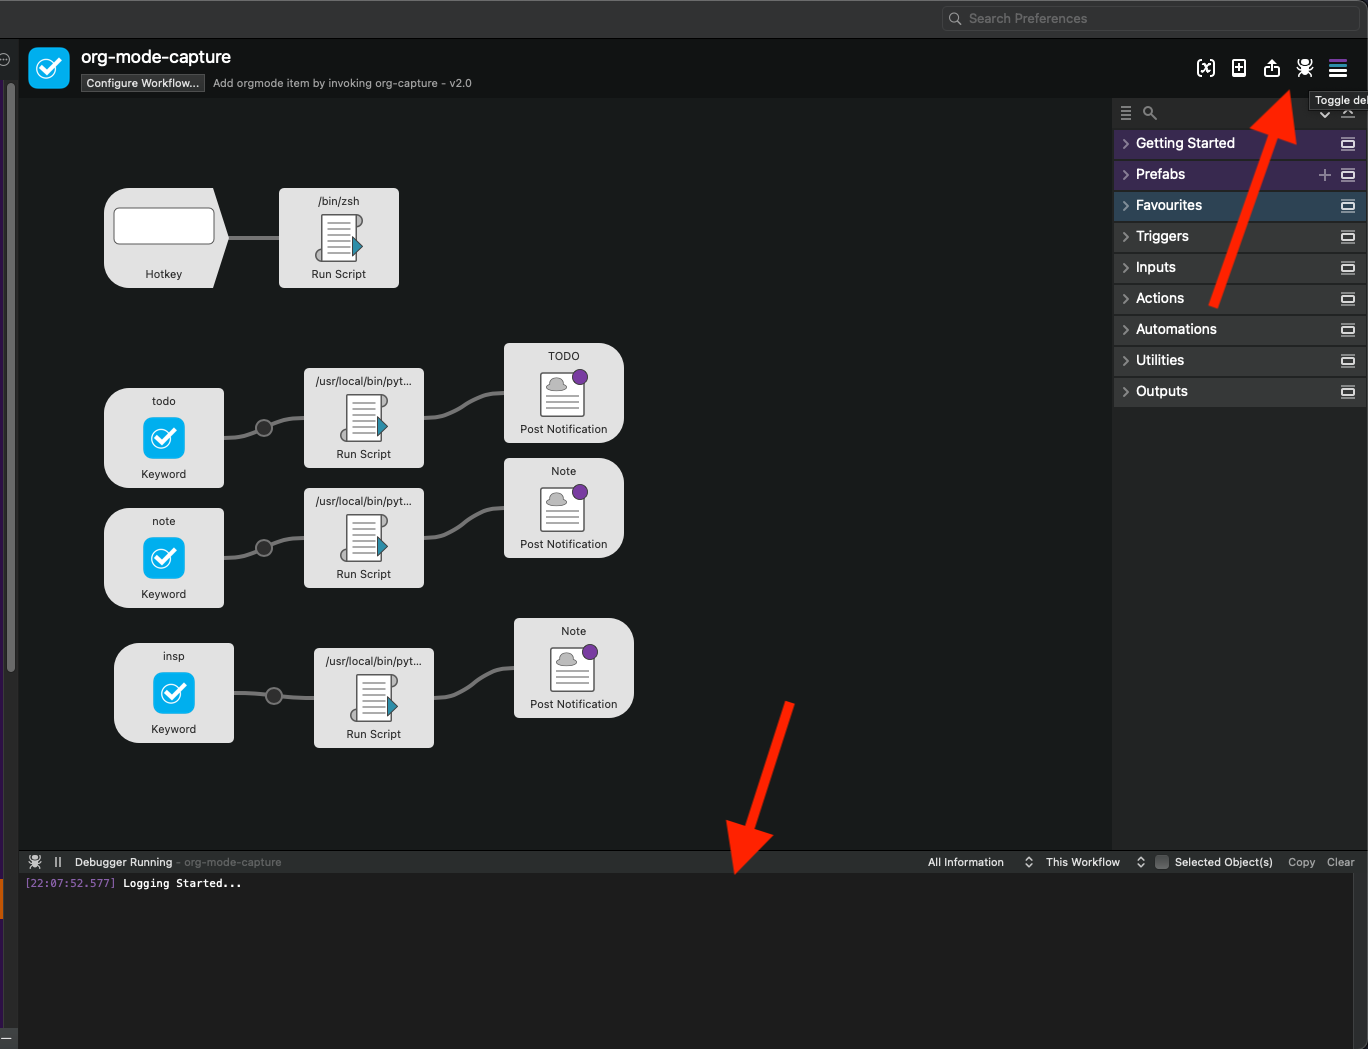 Search Preferences
org-mode-capture
Configure Workflow...
Add orgmode item by invoking org-capture - v2.0
Toggle de
Getting Started
Prefabs
Favourites
Triggers
Inputs
Actions
Automations
Utilities
Outputs
Hotkey
/bin/zsh
Run Script
todo
Keyword
/usr/local/bin/pyt...
Run Script
TODO
Post Notification
note
Keyword
/usr/local/bin/pyt...
Run Script
Note
Post Notification
insp
Keyword
/usr/local/bin/pyt...
Run Script
Note
Post Notification
Debugger Running - org-mode-capture
All Information
This Workflow
Selected Object(s)
Copy
Clear
[22:07:52.577] Logging Started...